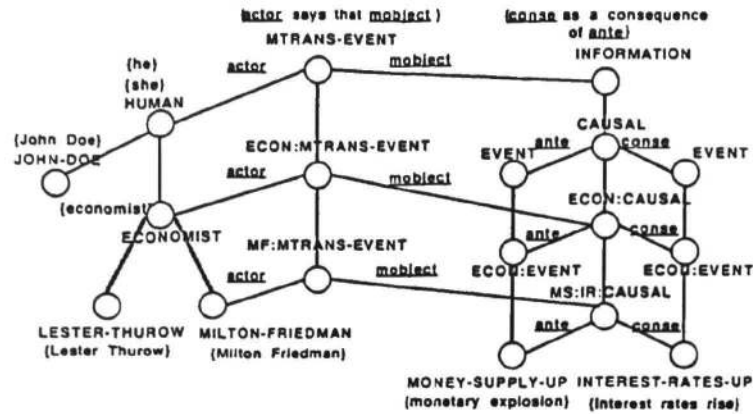 {actor says that mobject } {conse as a consequence
of ante}
MTRANS-EVENT INFORMATION
actor mobject
{he}
{she}
HUMAN
CAUSAL
{John Doe} ECON:MTRANS-EVENT ante conse
JOHN-DOE EVENT EVENT
actor mobject
{economist} ECON:CAUSAL
ECONOMIST
MF:MTRANS-EVENT ante conse
ECON:EVENT ECON:EVENT
actor mobject MS:IR:CAUSAL
ante conse
LESTER-THUROW MILTON-FRIEDMAN
{Lester Thurow} {Milton Friedman}
MONEY-SUPPLY-UP INTEREST-RATES-UP
{monetary explosion} {Interest rates rise}